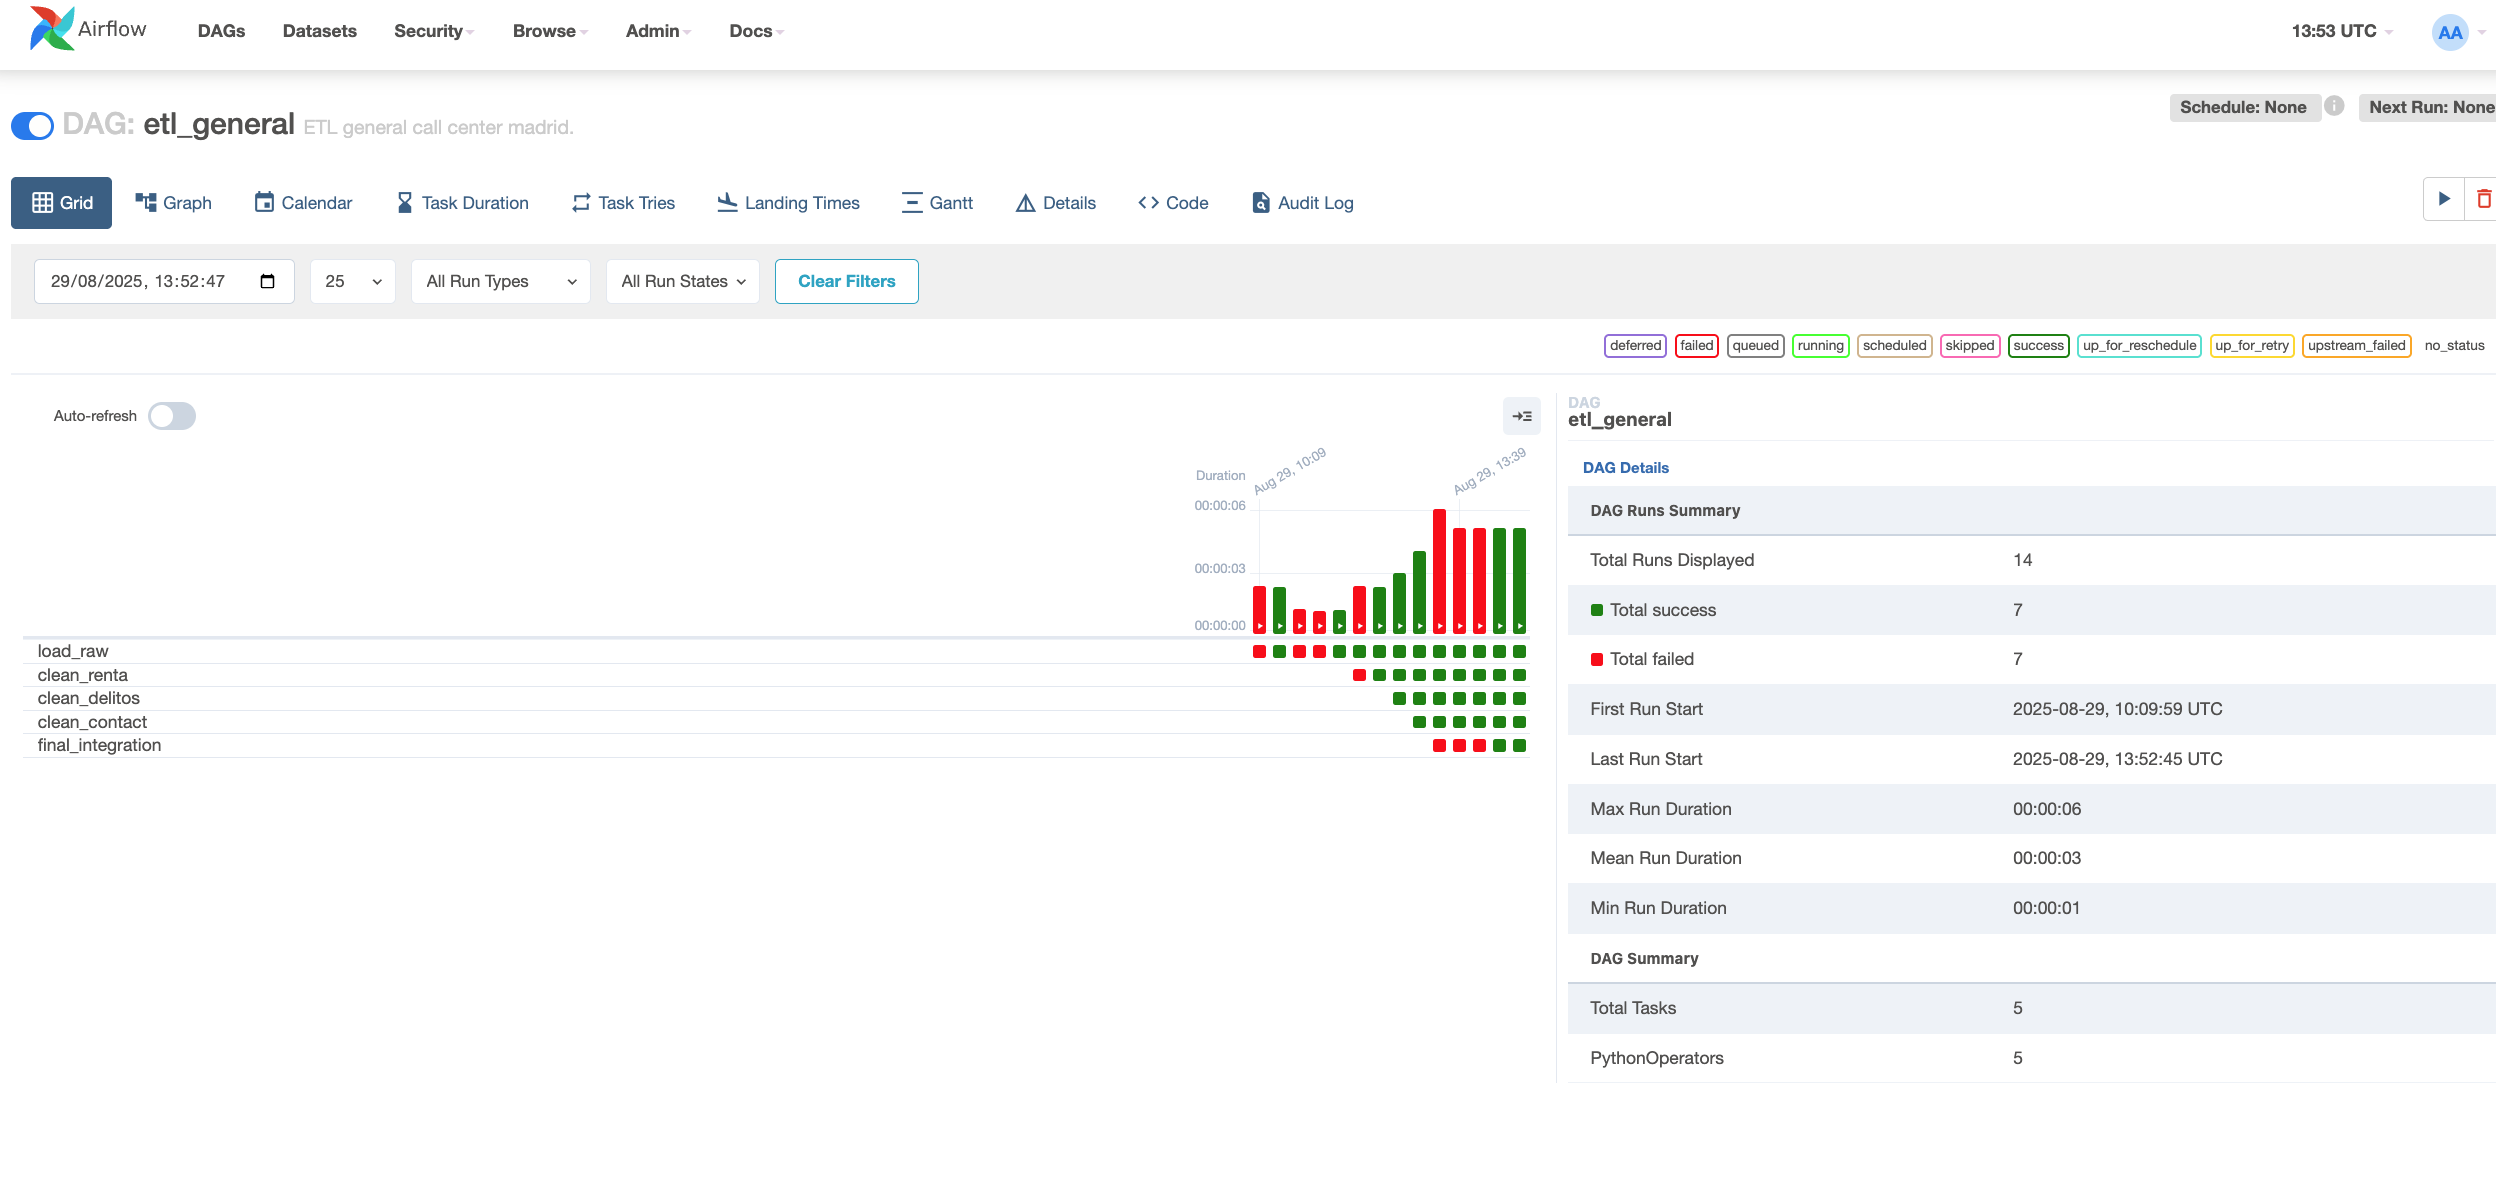 Airflow DAGs Datasets Security Browse Admin Docs 13:53 UTC AA
DAG: etl_general ETL general call center madrid.
Schedule: None Next Run: None
Grid Graph Calendar Task Duration Task Tries Landing Times Gantt Details Code Audit Log
29/08/2025, 13:52:47 25 All Run Types All Run States Clear Filters
deferred failed queued running scheduled skipped success up_for_reschedule up_for_retry upstream_failed no_status
Auto-refresh
Duration
Aug 29, 10:09
Aug 29, 13:39
00:00:06
00:00:03
00:00:00
load_raw
clean_renta
clean_delitos
clean_contact
final_integration
DAG
etl_general
DAG Details
DAG Runs Summary
Total Runs Displayed 14
Total success 7
Total failed 7
First Run Start 2025-08-29, 10:09:59 UTC
Last Run Start 2025-08-29, 13:52:45 UTC
Max Run Duration 00:00:06
Mean Run Duration 00:00:03
Min Run Duration 00:00:01
DAG Summary
Total Tasks 5
PythonOperators 5